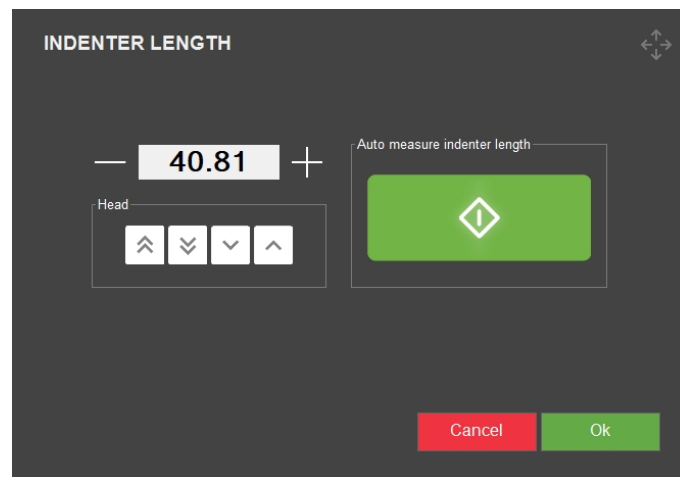 INDENTER LENGTH
40.81
Auto measure indenter length
Head
Cancel
Ok